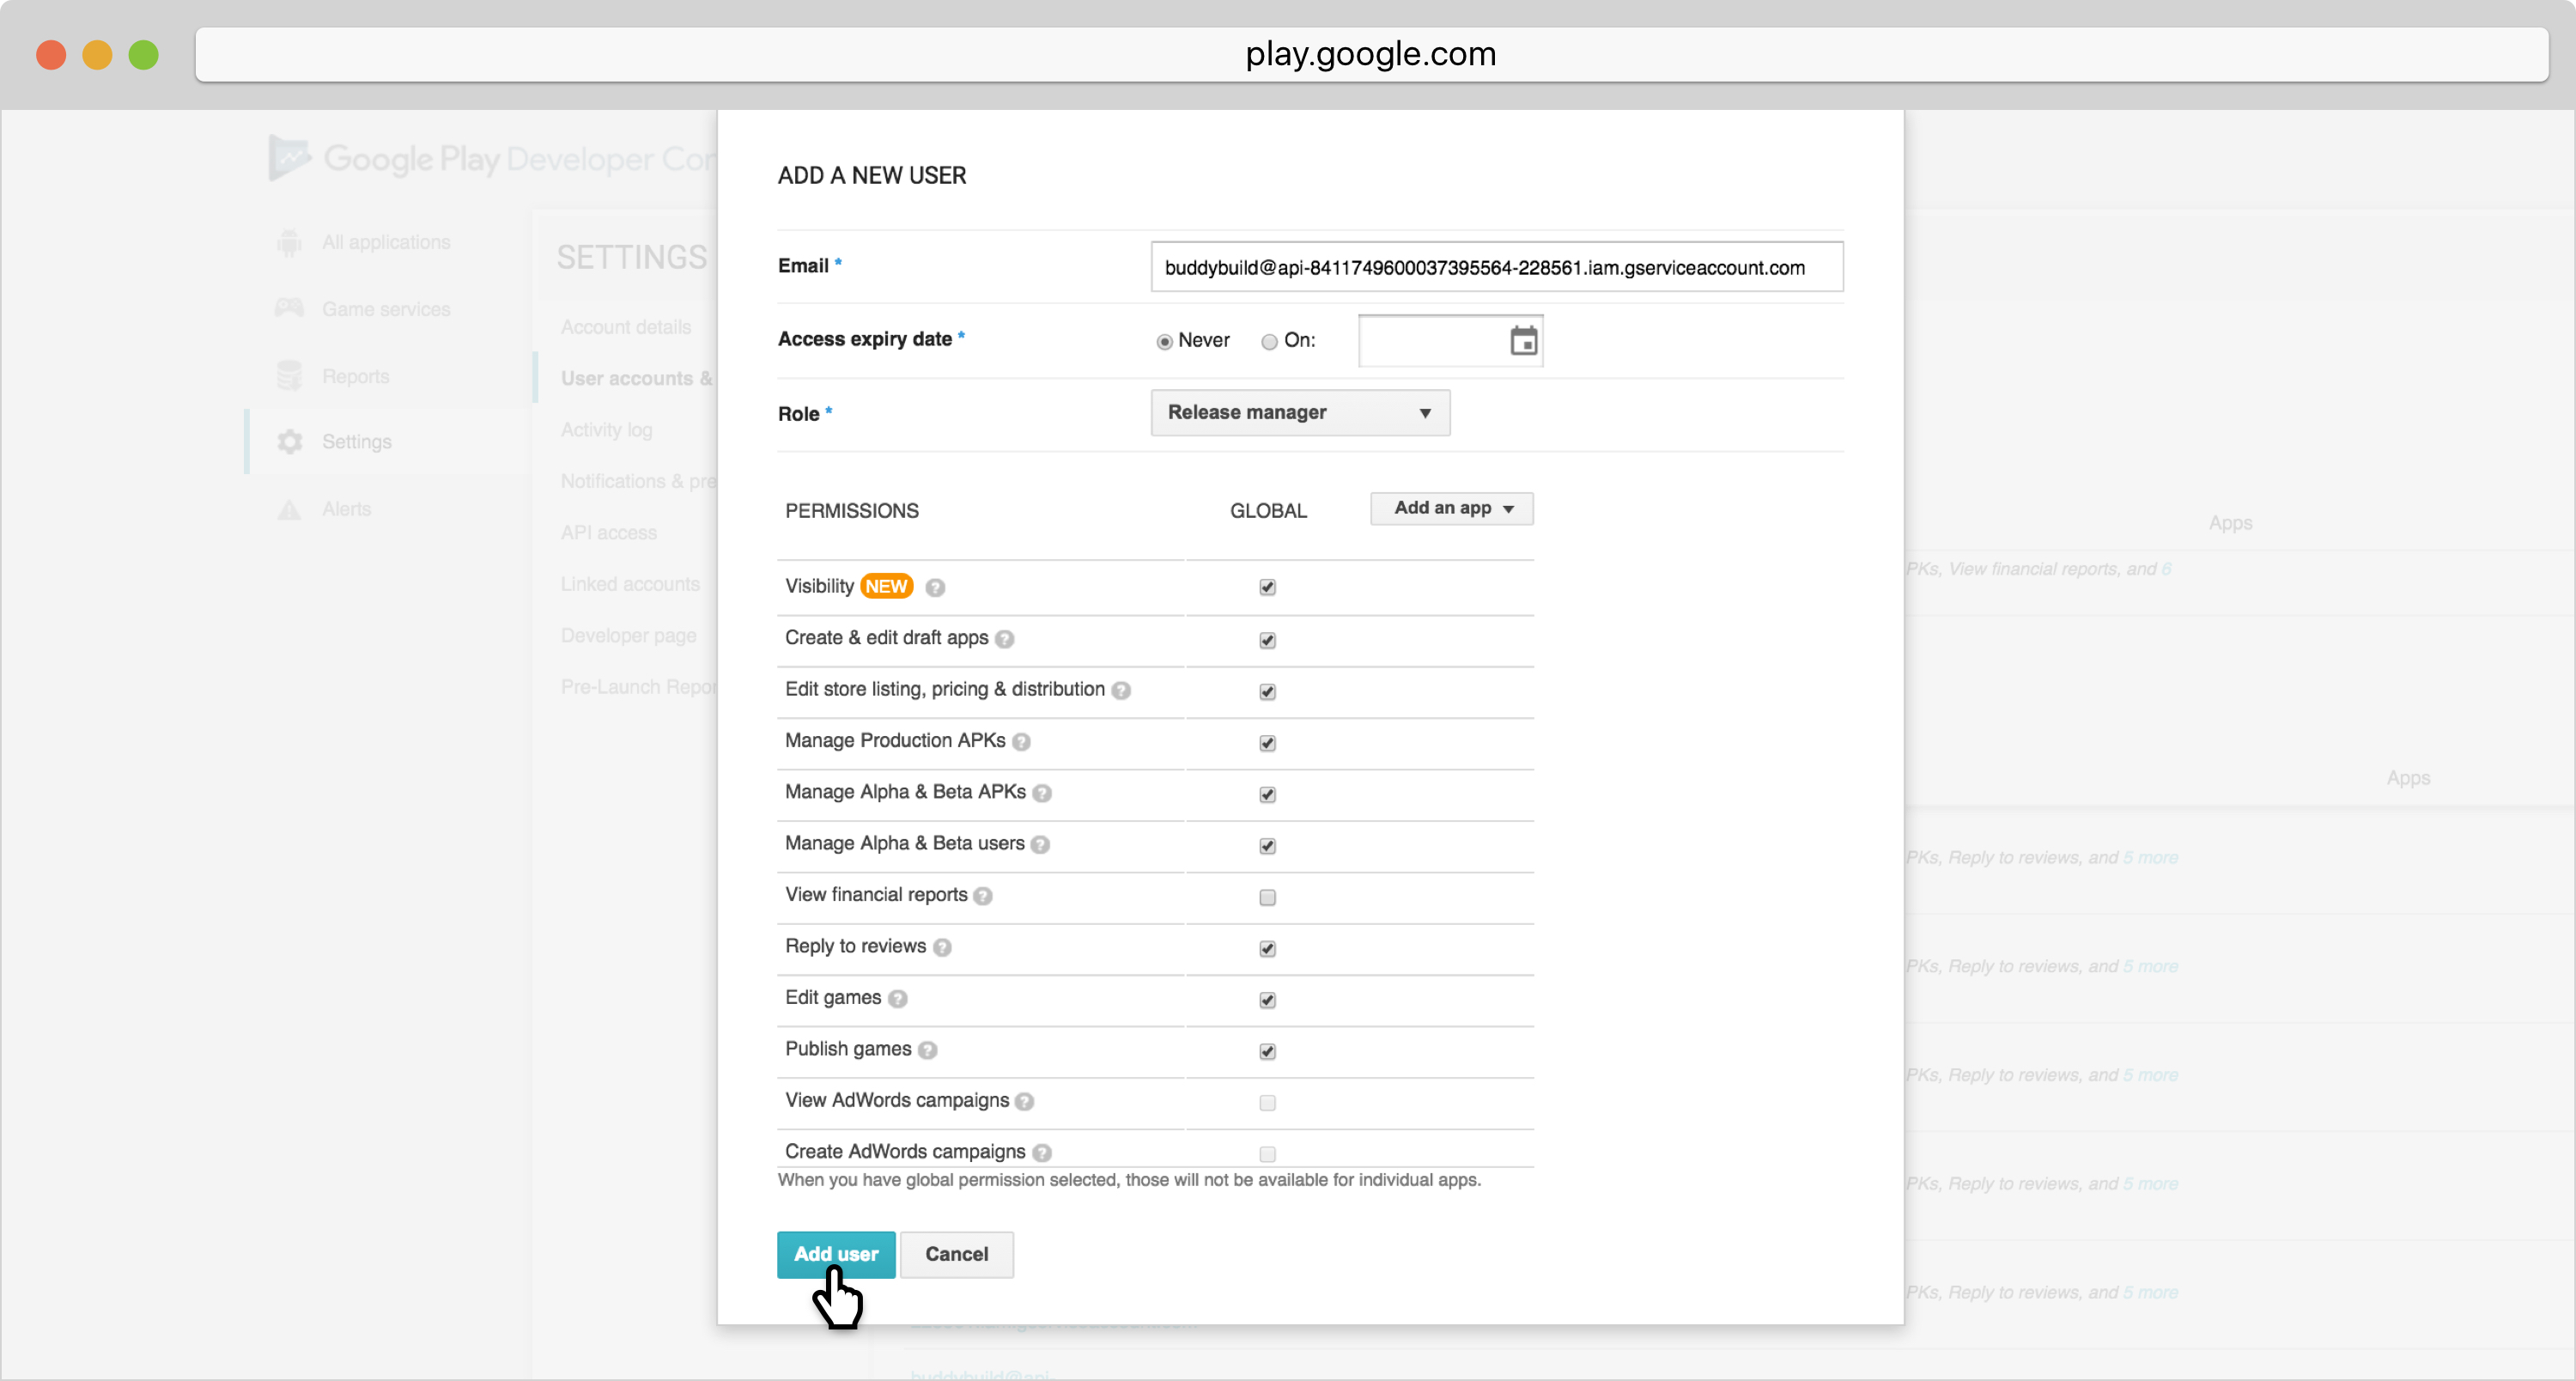 play.google.com
Google Play Developer Con
All applications
Game services
Reports
Settings
Alerts
SETTINGS
Account details
User accounts &
Activity log
Notifications & pre
API access
Linked accounts
Developer page
Pre-Launch Repor
ADD A NEW USER
Email *
buddybuild@api-8411749600037395564-228561.iam.gserviceaccount.com
Access expiry date *
Never
On:
Role *
Release manager
PERMISSIONS
GLOBAL
Add an app
Visibility NEW ?
Create & edit draft apps ?
Edit store listing, pricing & distribution ?
Manage Production APKs ?
Manage Alpha & Beta APKs ?
Manage Alpha & Beta users ?
View financial reports ?
Reply to reviews ?
Edit games ?
Publish games ?
View AdWords campaigns ?
Create AdWords campaigns ?
When you have global permission selected, those will not be available for individual apps.
Add user
Cancel
Apps
PKs, View financial reports, and 6
Apps
PKs, Reply to reviews, and 5 more
PKs, Reply to reviews, and 5 more
PKs, Reply to reviews, and 5 more
PKs, Reply to reviews, and 5 more
PKs, Reply to reviews, and 5 more
buddybuild@api-